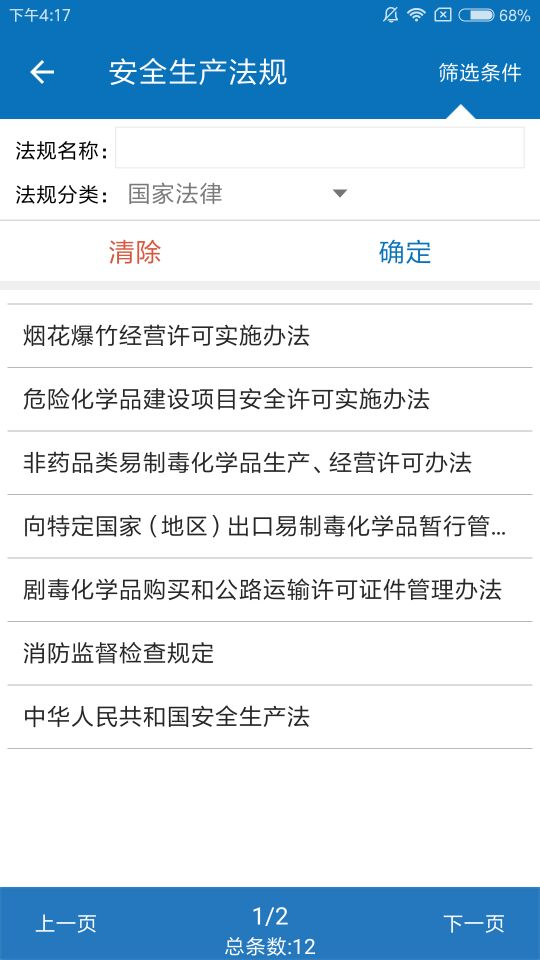 下午4:17
68%
安全生产法规
筛选条件
法规名称：
法规分类： 国家法律
清除 确定
烟花爆竹经营许可实施办法
危险化学品建设项目安全许可实施办法
非药品类易制毒化学品生产、经营许可办法
向特定国家（地区）出口易制毒化学品暂行管...
剧毒化学品购买和公路运输许可证件管理办法
消防监督检查规定
中华人民共和国安全生产法
上一页 1/2 下一页
总条数:12